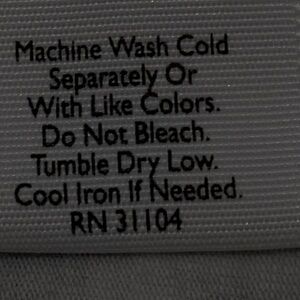 Machine Wash Cold
Separately Or
With Like Colors.
Do Not Bleach.
Tumble Dry Low.
Cool Iron If Needed.
RN 31104